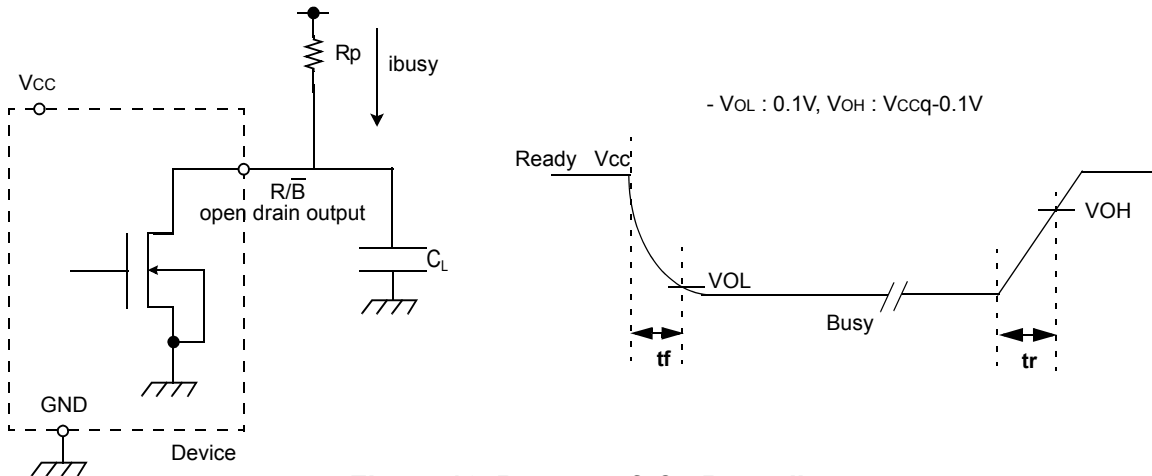 Rp
ibusy
VCC
- VOL : 0.1V, VOH : VCCq-0.1V
Ready Vcc
R/B̅
open drain output
VOH
CL
VOL
Busy
tf
tr
GND
Device